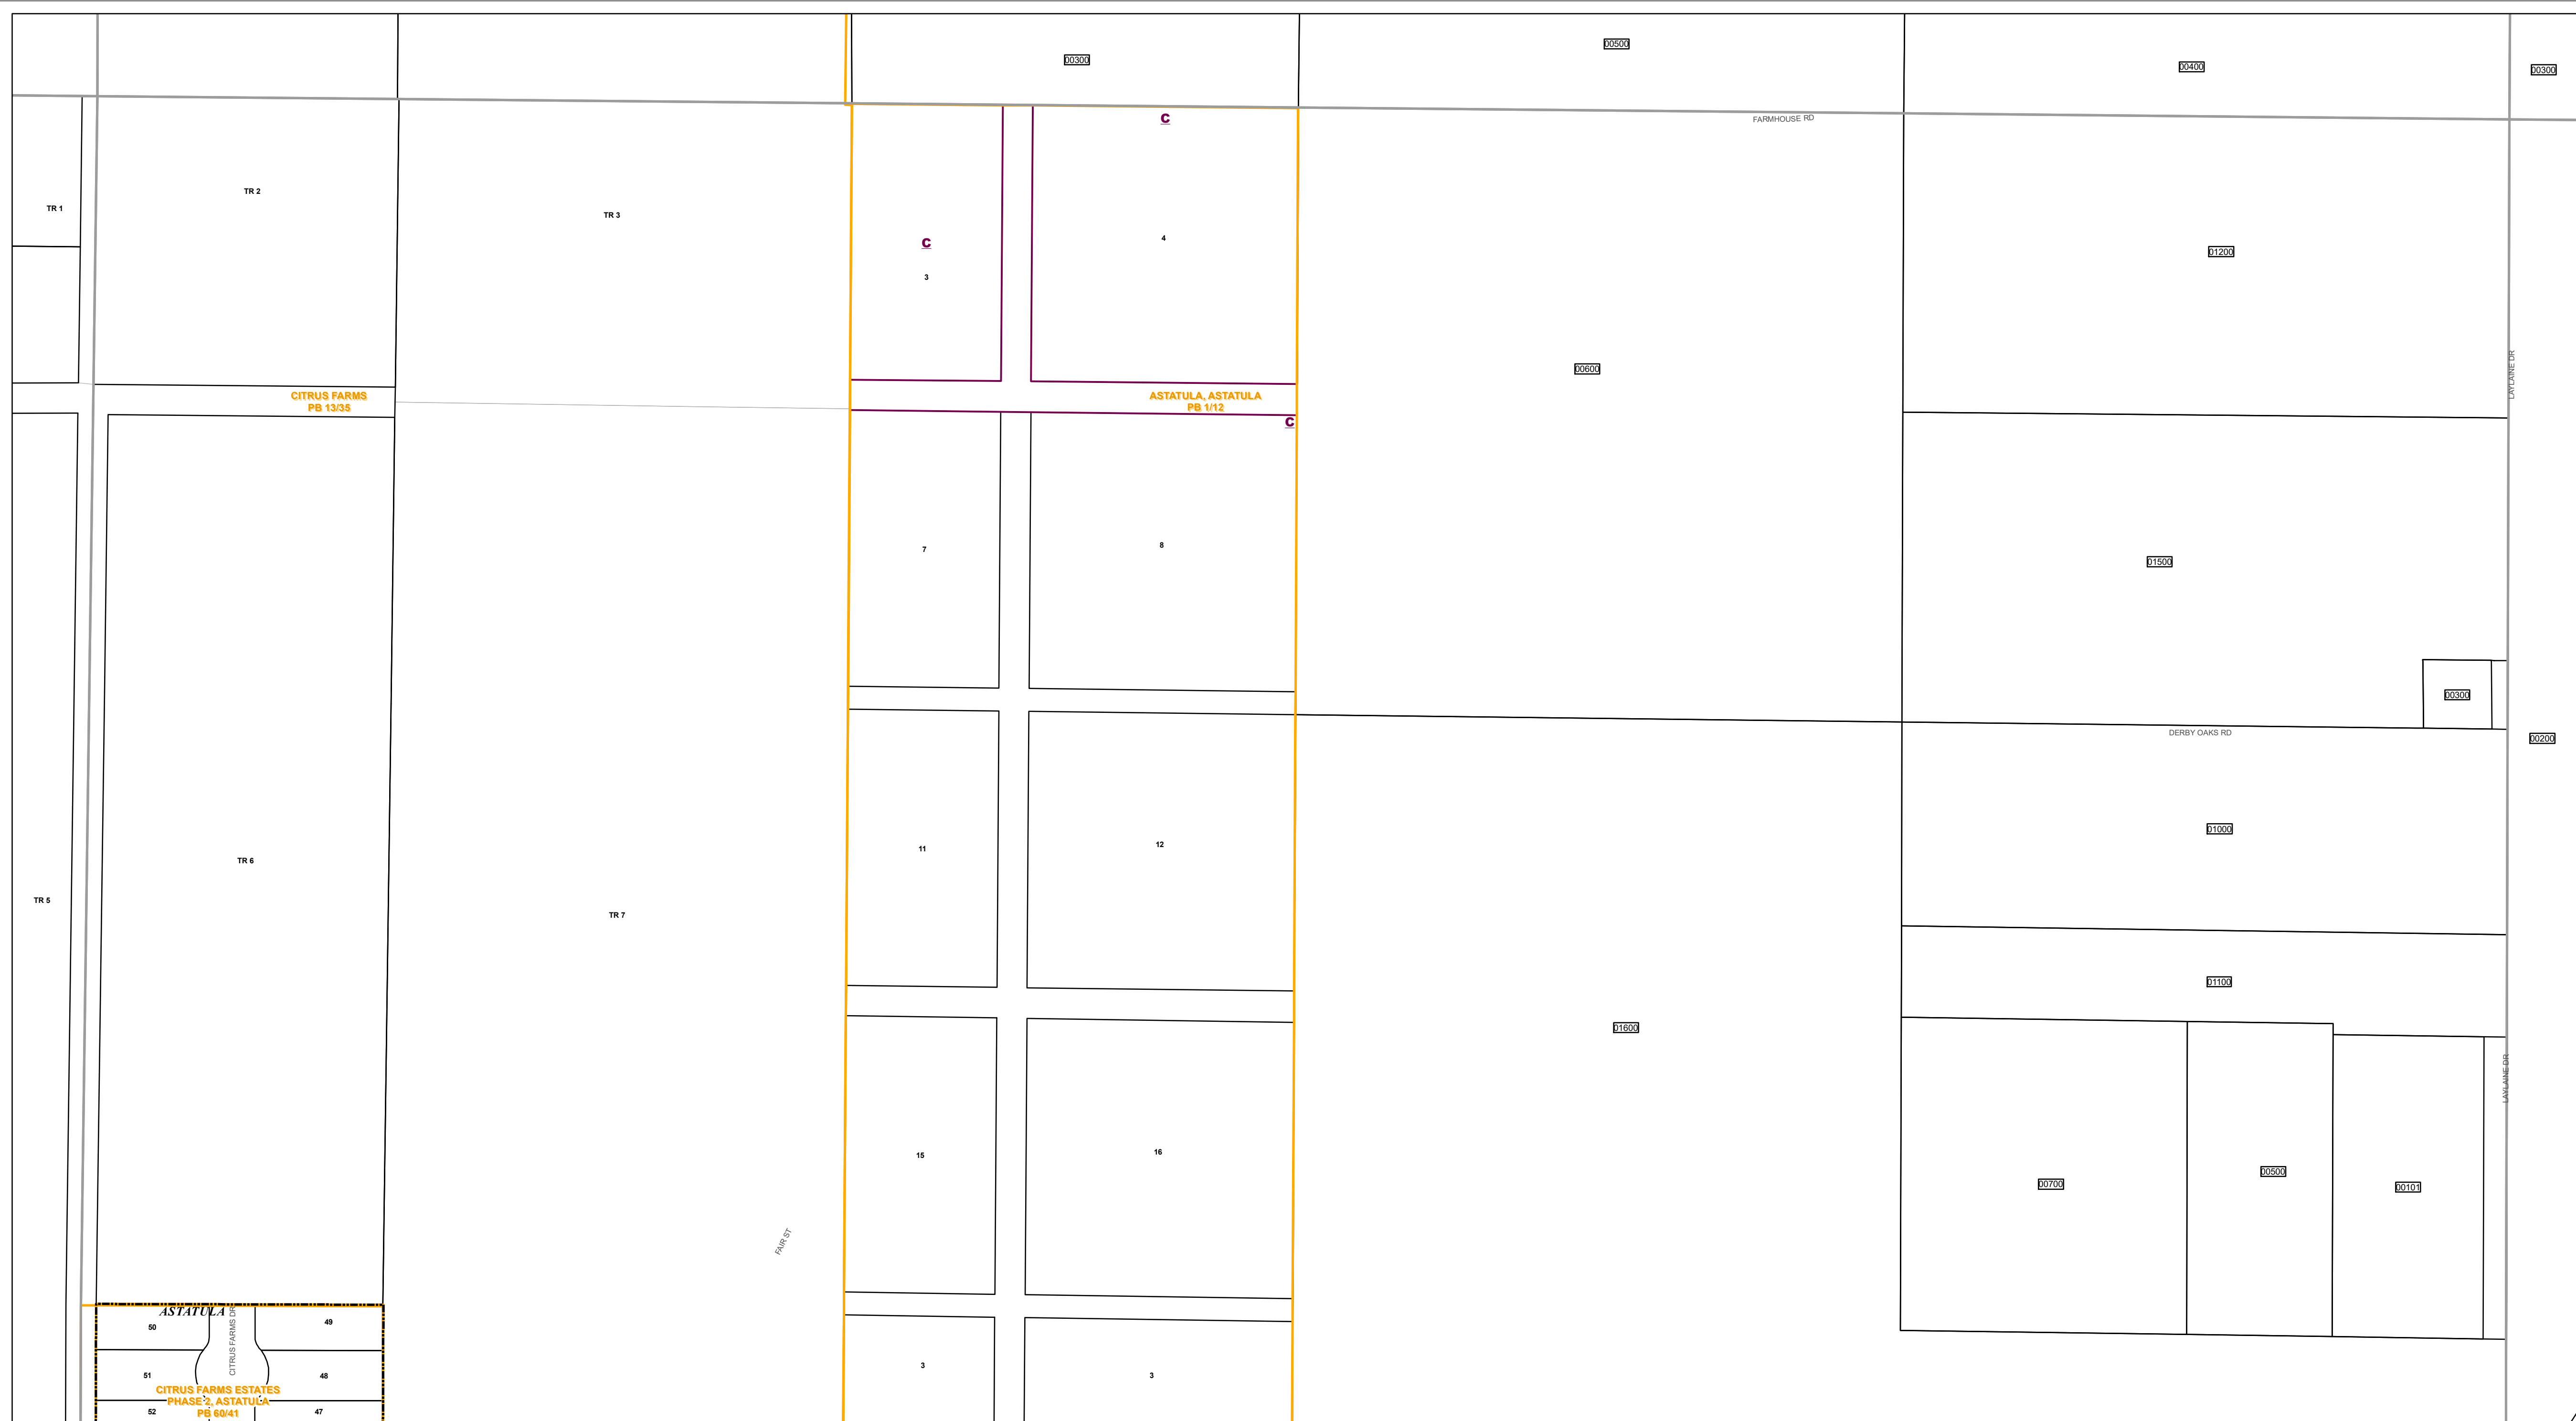 00500
00300
00400
00300
FARMHOUSE RD
C
TR 2
TR 1
TR 3
4
C
3
01200
00600
LAYLAINE DR
CITRUS FARMS
PB 13/35
ASTATULA, ASTATULA
PB 1/12
C
7
8
01500
00300
DERBY OAKS RD
00200
01000
11
12
TR 6
TR 5
TR 7
01100
01600
LAYLAINE DR
15
16
00700
00500
00101
FAIR ST
ASTATULA
50
49
CITRUS FARMS DR
3
3
51
48
CITRUS FARMS ESTATES
PHASE 2, ASTATULA
PB 60/41
52
47